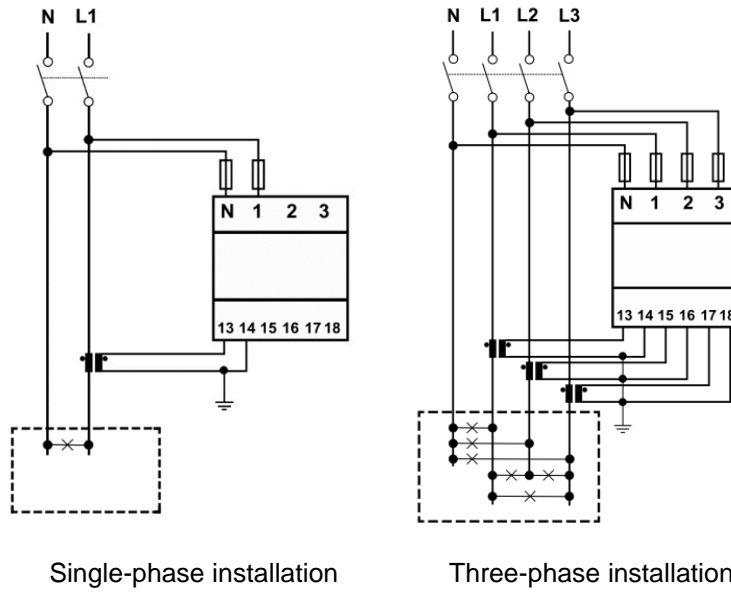 N L1
N 1 2 3
13 14 15 16 17 18
Single-phase installation
N L1 L2 L3
N 1 2 3
13 14 15 16 17 18
Three-phase installation